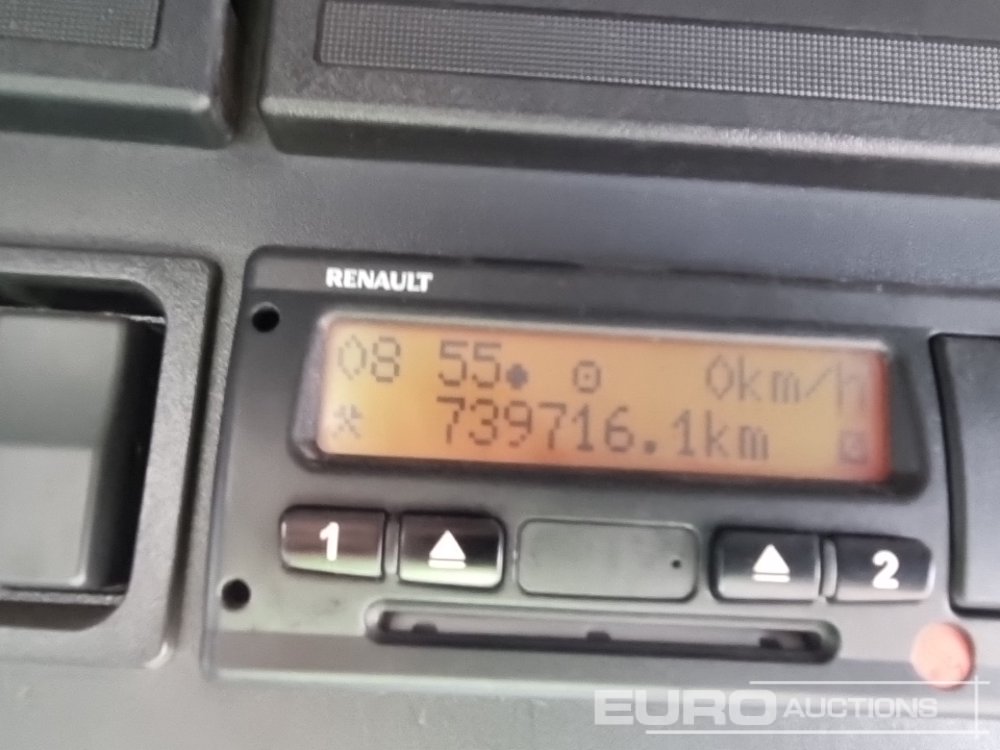 RENAULT
08 55 0km/h
739716.1km
1 2
EURO AUCTIONS